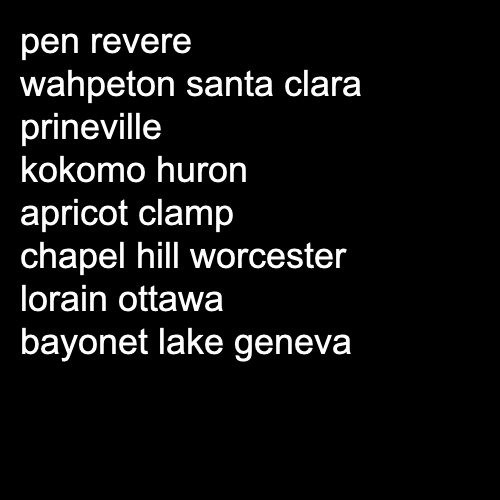 pen revere
wahpeton santa clara
prineville
kokomo huron
apricot clamp
chapel hill worcester
lorain ottawa
bayonet lake geneva